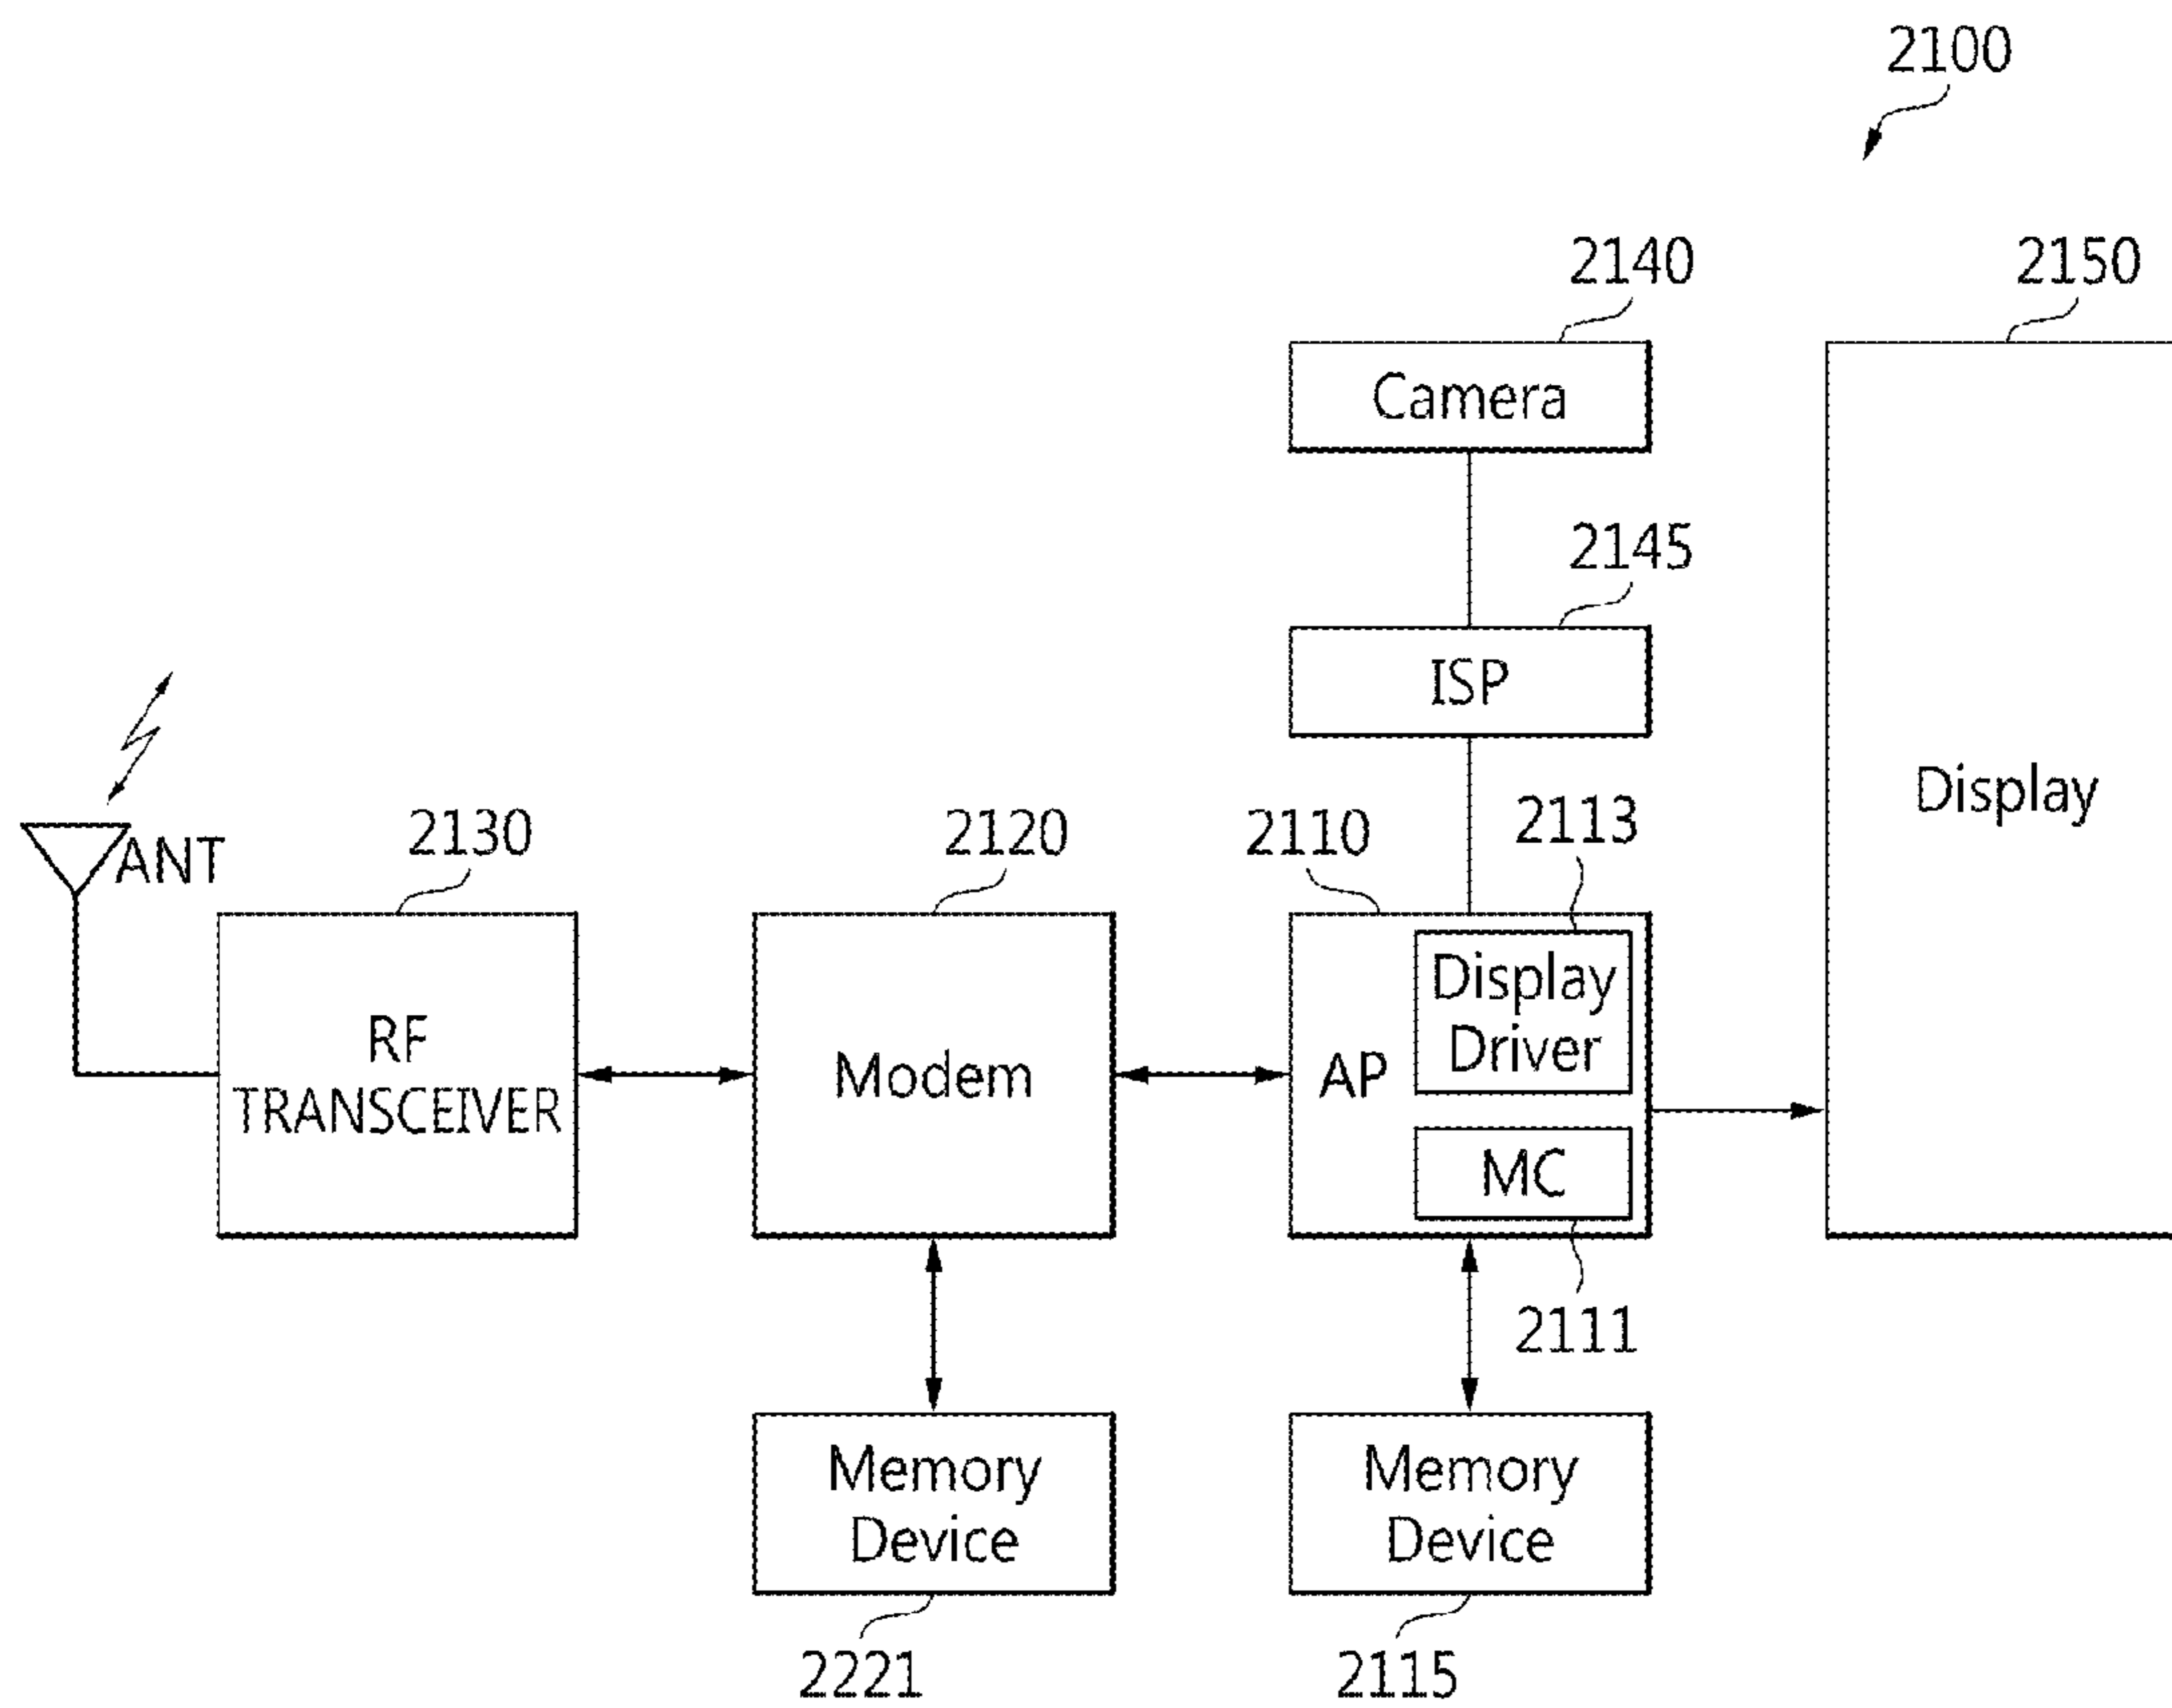 2100
2140
2150
Camera
2145
ISP
Display
2130
2120
2110
2113
ANT
RF
TRANSCEIVER
Modem
AP
Display
Driver
MC
2111
Memory
Device
Memory
Device
2221
2115